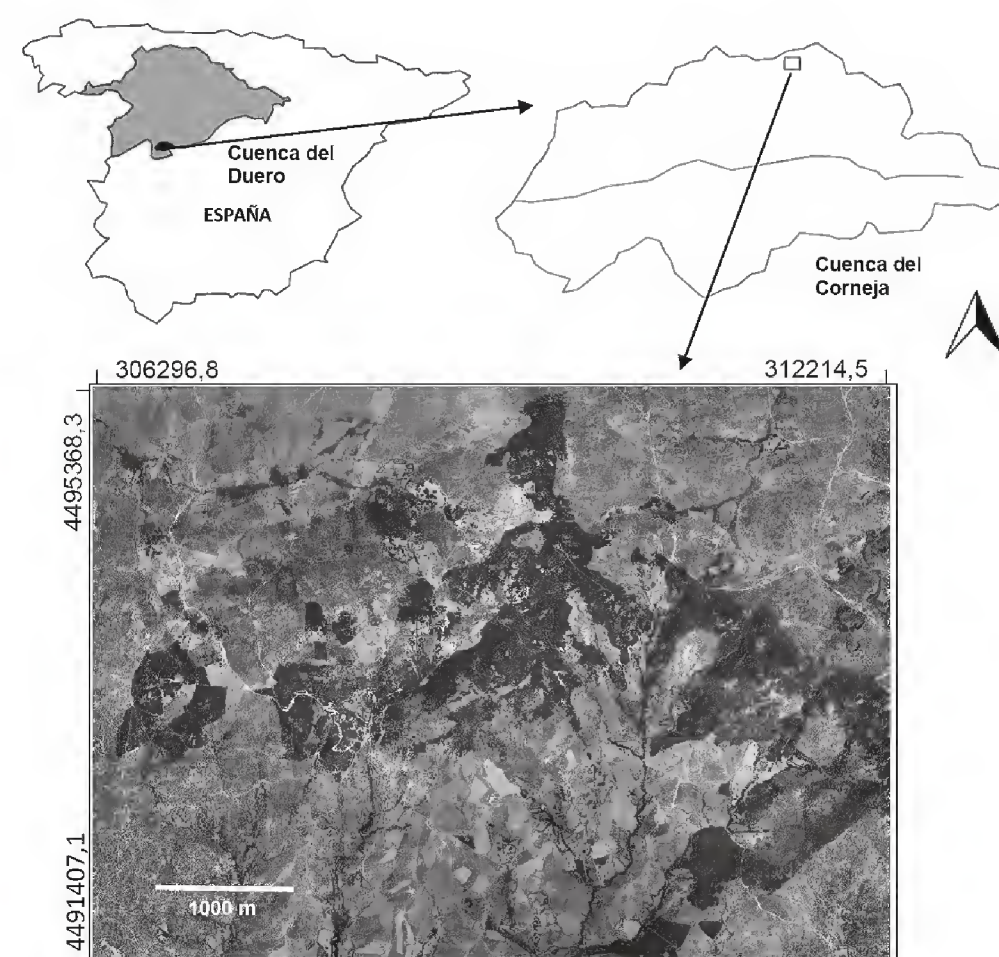 Cuenca del
Duero
ESPAÑA
Cuenca del
Corneja
306296,8
312214,5
4495368,3
4491407,1
1000 m